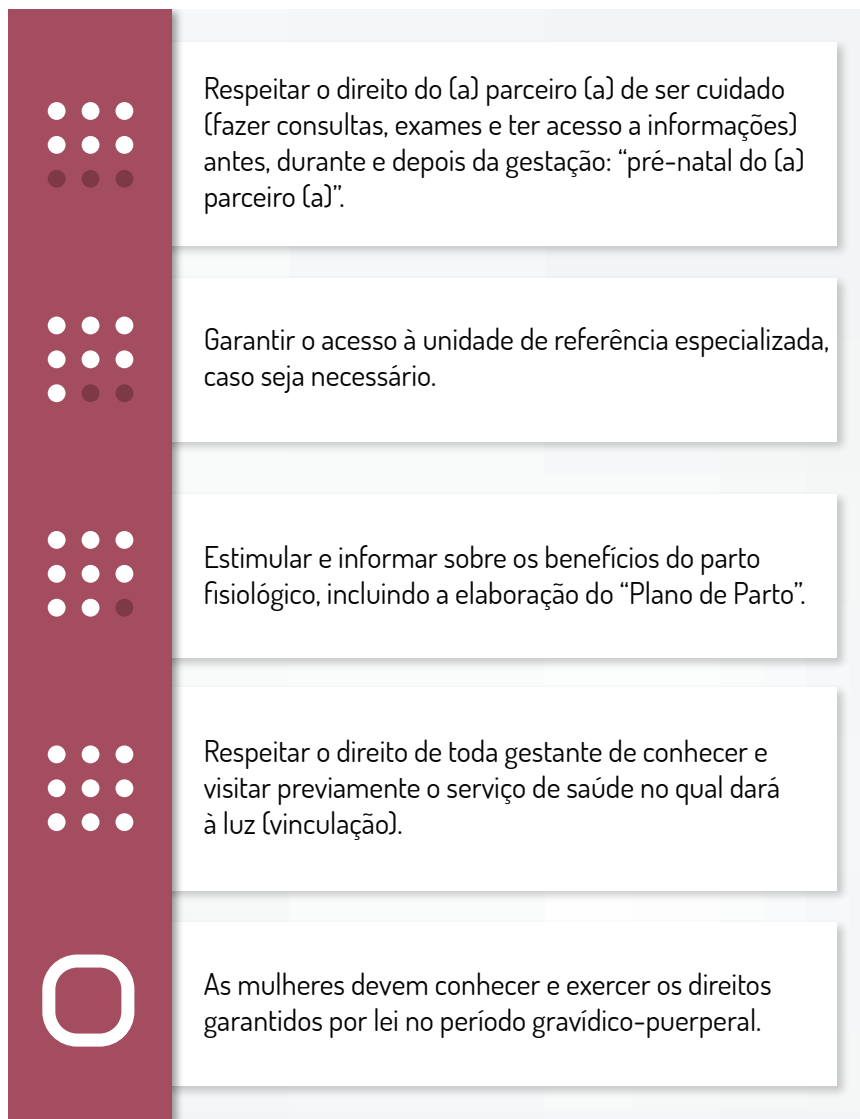 Respeitar o direito do (a) parceiro (a) de ser cuidado
(fazer consultas, exames e ter acesso a informações)
antes, durante e depois da gestação: “pré-natal do (a)
parceiro (a)”.
Garantir o acesso à unidade de referência especializada,
caso seja necessário.
Estimular e informar sobre os benefícios do parto
fisiológico, incluindo a elaboração do “Plano de Parto”.
Respeitar o direito de toda gestante de conhecer e
visitar previamente o serviço de saúde no qual dará
à luz (vinculação).
As mulheres devem conhecer e exercer os direitos
garantidos por lei no período gravídico-puerperal.